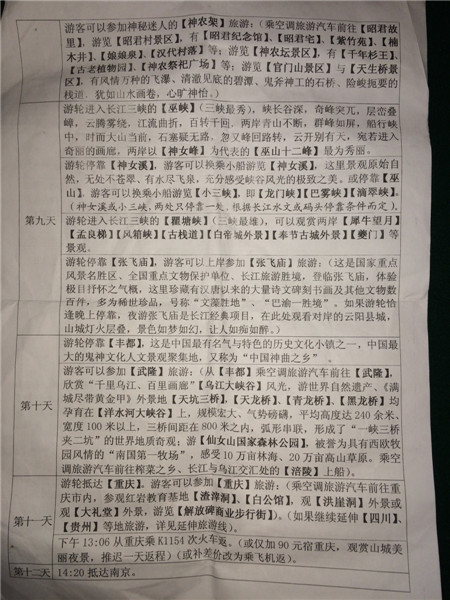 游客可以参加神秘迷人的【神农架】旅游:(乘空调旅游汽车前往【昭君故
里】,游览【昭君村景区】,有【昭君纪念馆】、【昭君宅】、【紫竹苑】、【楠
木井】、【娘娘泉】、【汉代村落】等;游览【神农坛景区】,有【千年杉王】、
【古老植物园】、【神农祭祀广场】等;游览【官门山景区】与【天生桥景
区】,有风情万种的飞瀑、清澈见底的碧潭、鬼斧神工的石桥、险峻扼要的
栈道,犹如山水画卷,心旷神怡。)
第九天
游轮进入长江三峡的【巫峡】(三峡最秀),峡长谷深,奇峰突兀,层峦叠
嶂,云腾雾绕,江流曲折,百转千回。两岸青山不断,群峰如屏,船行峡
中,时而大山当前,石塞疑无路,忽又峰回路转,云开别有天,宛若进入
奇丽的画廊,两岸以【神女峰】为代表的【巫山十二峰】最为秀丽。
游轮停靠【神女溪】,游客可以换乘小船游览【神女溪】,这里景观原始自
然,无处不苍翠、有水尽飞泉,充分感受峡谷风光的极致之美。或停靠【巫
山】,游客可以换乘小船游览【小三峡】,即【龙门峡】【巴雾峡】【滴翠峡】。
(神女溪或小三峡,两处只停靠一处,根据长江水文或码头停靠条件而定)。
游轮进入长江三峡的【瞿塘峡】(三峡最雄),可以观赏两岸【犀牛望月】
【孟良梯】【风箱峡】【古栈道】【白帝城外景】【奉节古城外景】【夔门】等
景观。
游轮停靠【张飞庙】,游客可以上岸参加【张飞庙】旅游:(这是国家重点
风景名胜区、全国重点文物保护单位、长江旅游胜境,登临张飞庙,体验
极目抒怀之气概,这里珍藏有汉唐以来的大量诗文碑刻书画及其他文物数
百件,多为稀世珍品,号称“文藻胜地”,“巴渝一胜境”。如果游轮恰
逢晚上停靠,夜游张飞庙是长江经典项目,在此处观看对岸的云阳县城,
山城灯火层叠,景色如梦如幻,让人如痴如醉。)
第十天
游轮停靠【丰都】,这是中国最有名气与特色的历史文化小镇之一,中国最
大的鬼神文化人文景观聚集地,又称为“中国神曲之乡” 。
游客可以参加【武隆】旅游:(从【丰都】乘空调旅游汽车前往【武隆】,
欣赏“千里乌江、百里画廊”【乌江大峡谷】风光,游世界自然遗产、《满
城尽带黄金甲》外景地【天坑三桥】,【天龙桥】、【青龙桥】、【黑龙桥】均
孕育在【洋水河大峡谷】上,规模宏大、气势磅礴,平均高度达 240 余米、
宽度 100 米以上,三桥间距在 800 米之内,弧形串联,形成了“一峡三桥
夹二坑”的世界地质奇观;游【仙女山国家森林公园】,被誉为具有西欧牧
园风情的“南国第一牧场”,感受 10 万亩林海、20 万亩高山草原。乘空
调旅游汽车前往榨菜之乡、长江与乌江交汇处的【涪陵】上船)。
第十一天
游轮抵达【重庆】,游客可以参加【重庆】旅游:(乘空调旅游汽车前往重
庆市内,参观红岩教育基地【渣滓洞】、【白公馆】,观【洪崖洞】外景或
观【大礼堂】外景,游览【解放碑商业步行街】)。(如果继续延伸【四川】、
【贵州】等地旅游,详见延伸旅游线)。
下午 13:06 从重庆乘 K1154 次火车返。(或仅加 90 元宿重庆,观赏山城美
丽夜景,推迟一天返程)(或补差价改为乘飞机返)。
第十二天
14:20 抵达南京。